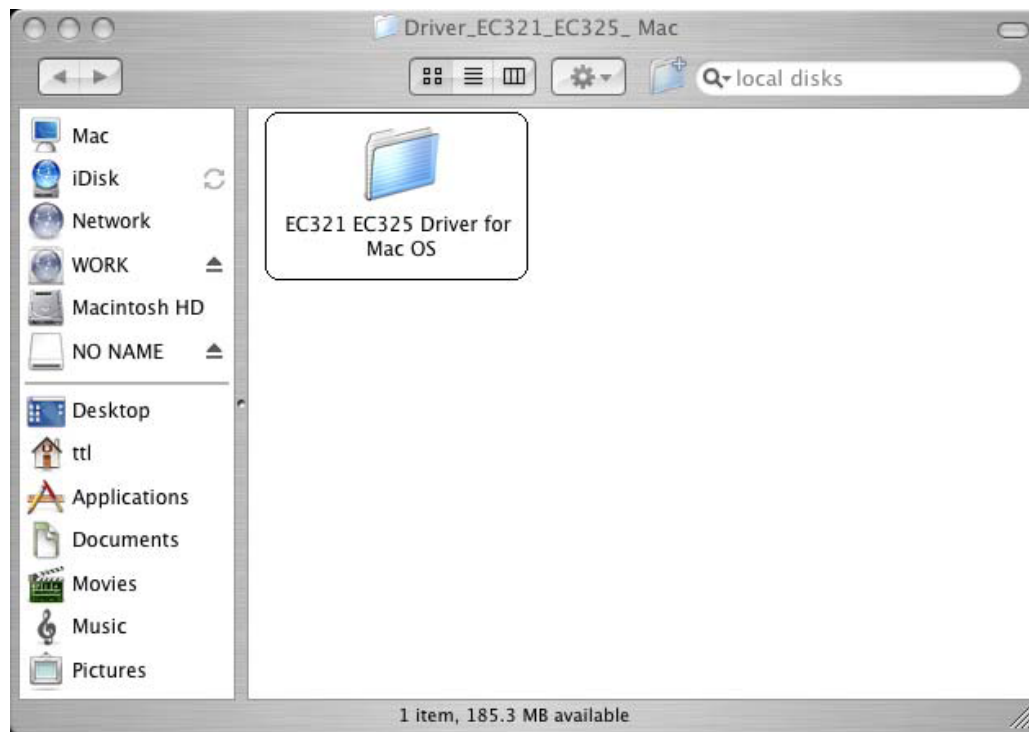 Driver_EC321_EC325_ Mac
local disks
Mac
iDisk
Network
WORK
Macintosh HD
NO NAME
Desktop
ttl
Applications
Documents
Movies
Music
Pictures
EC321 EC325 Driver for
Mac OS
1 item, 185.3 MB available